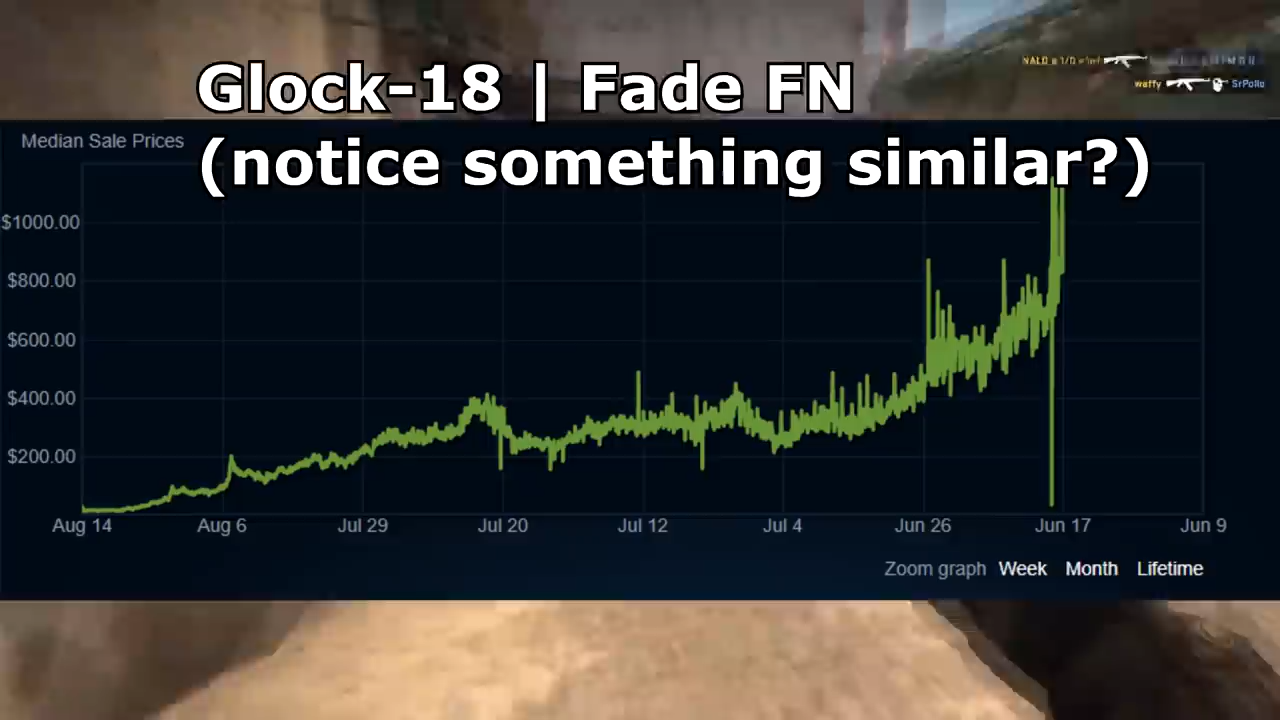 Glock-18 | Fade FN
(notice something similar?)
waffy SrPollo
Median Sale Prices
$1000.00
$800.00
$600.00
$400.00
$200.00
Aug 14 Aug 6 Jul 29 Jul 20 Jul 12 Jul 4 Jun 26 Jun 17 Jun 9
Zoom graph Week Month Lifetime